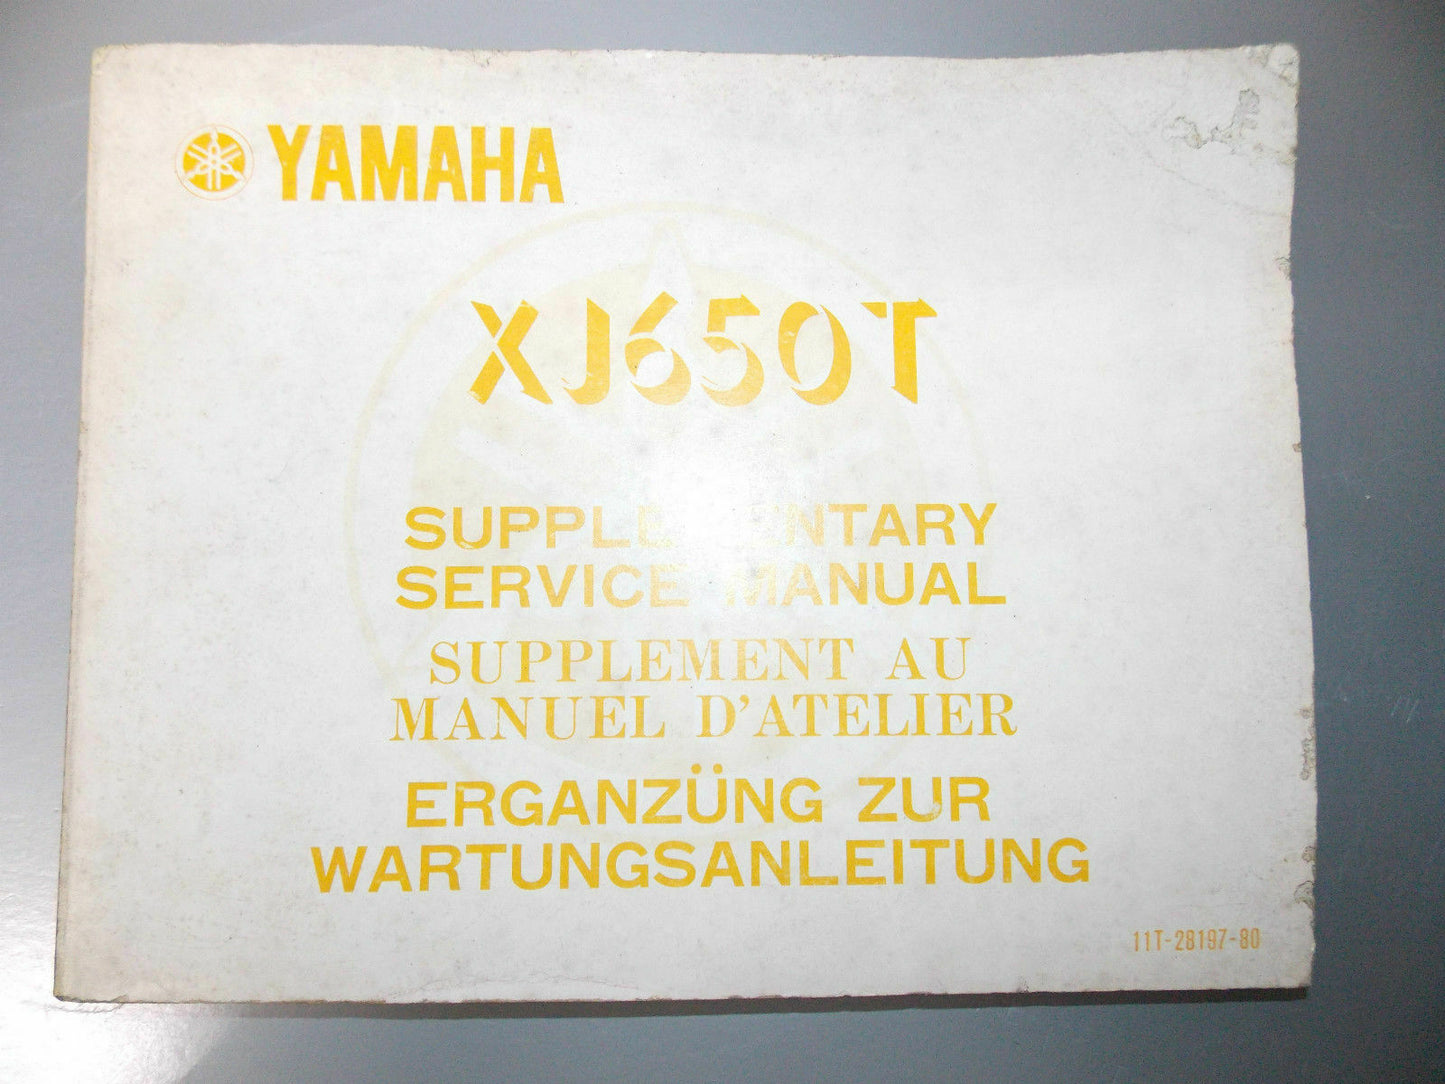 YAMAHA
XJ650T
SUPPLEMENTARY
SERVICE MANUAL
SUPPLEMENT AU
MANUEL D'ATELIER
ERGANZÜNG ZUR
WARTUNGSANLEITUNG
11T-28197-80